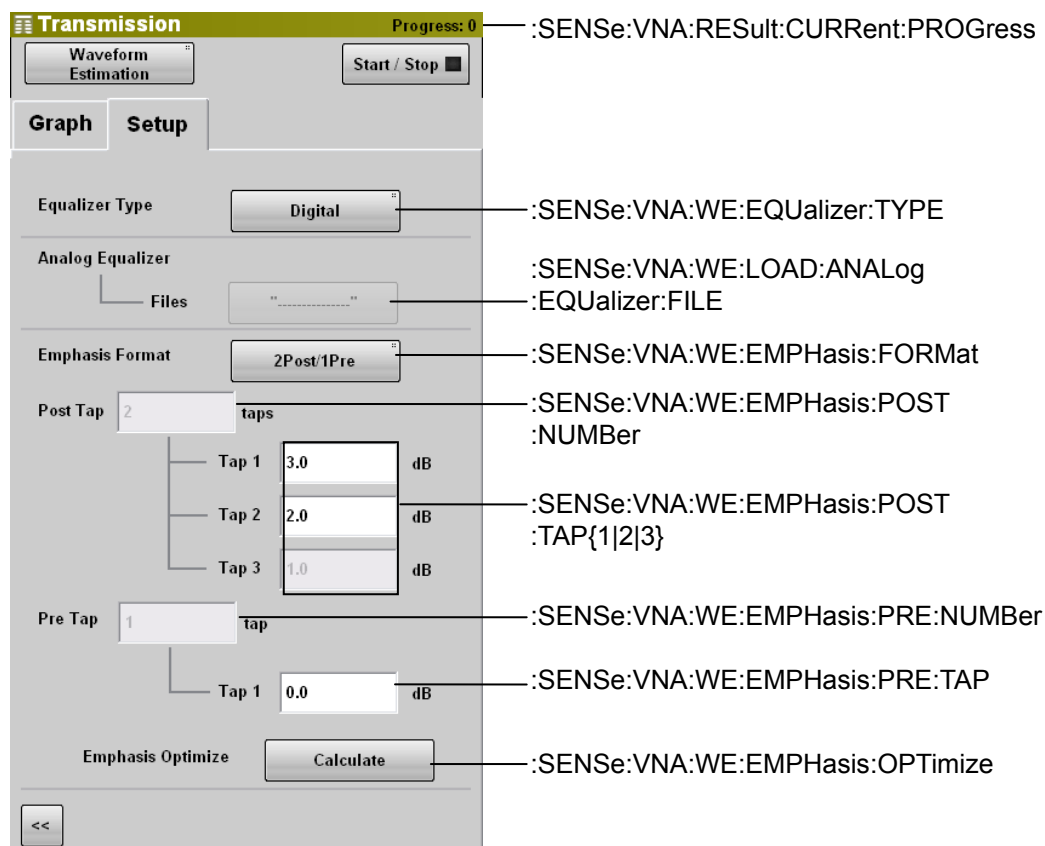 Transmission Progress: 0 :SENSe:VNA:RESult:CURRent:PROGress
Waveform
Estimation
Start / Stop
Graph Setup
Equalizer Type Digital :SENSe:VNA:WE:EQUalizer:TYPE
Analog Equalizer
Files "_______________" :SENSe:VNA:WE:LOAD:ANALog
:EQUalizer:FILE
Emphasis Format 2Post/1Pre :SENSe:VNA:WE:EMPHasis:FORMat
Post Tap 2 taps :SENSe:VNA:WE:EMPHasis:POST
:NUMBer
Tap 1 3.0 dB
Tap 2 2.0 dB :SENSe:VNA:WE:EMPHasis:POST
:TAP{1|2|3}
Tap 3 1.0 dB
Pre Tap 1 tap :SENSe:VNA:WE:EMPHasis:PRE:NUMBer
Tap 1 0.0 dB :SENSe:VNA:WE:EMPHasis:PRE:TAP
Emphasis Optimize Calculate :SENSe:VNA:WE:EMPHasis:OPTimize
<<